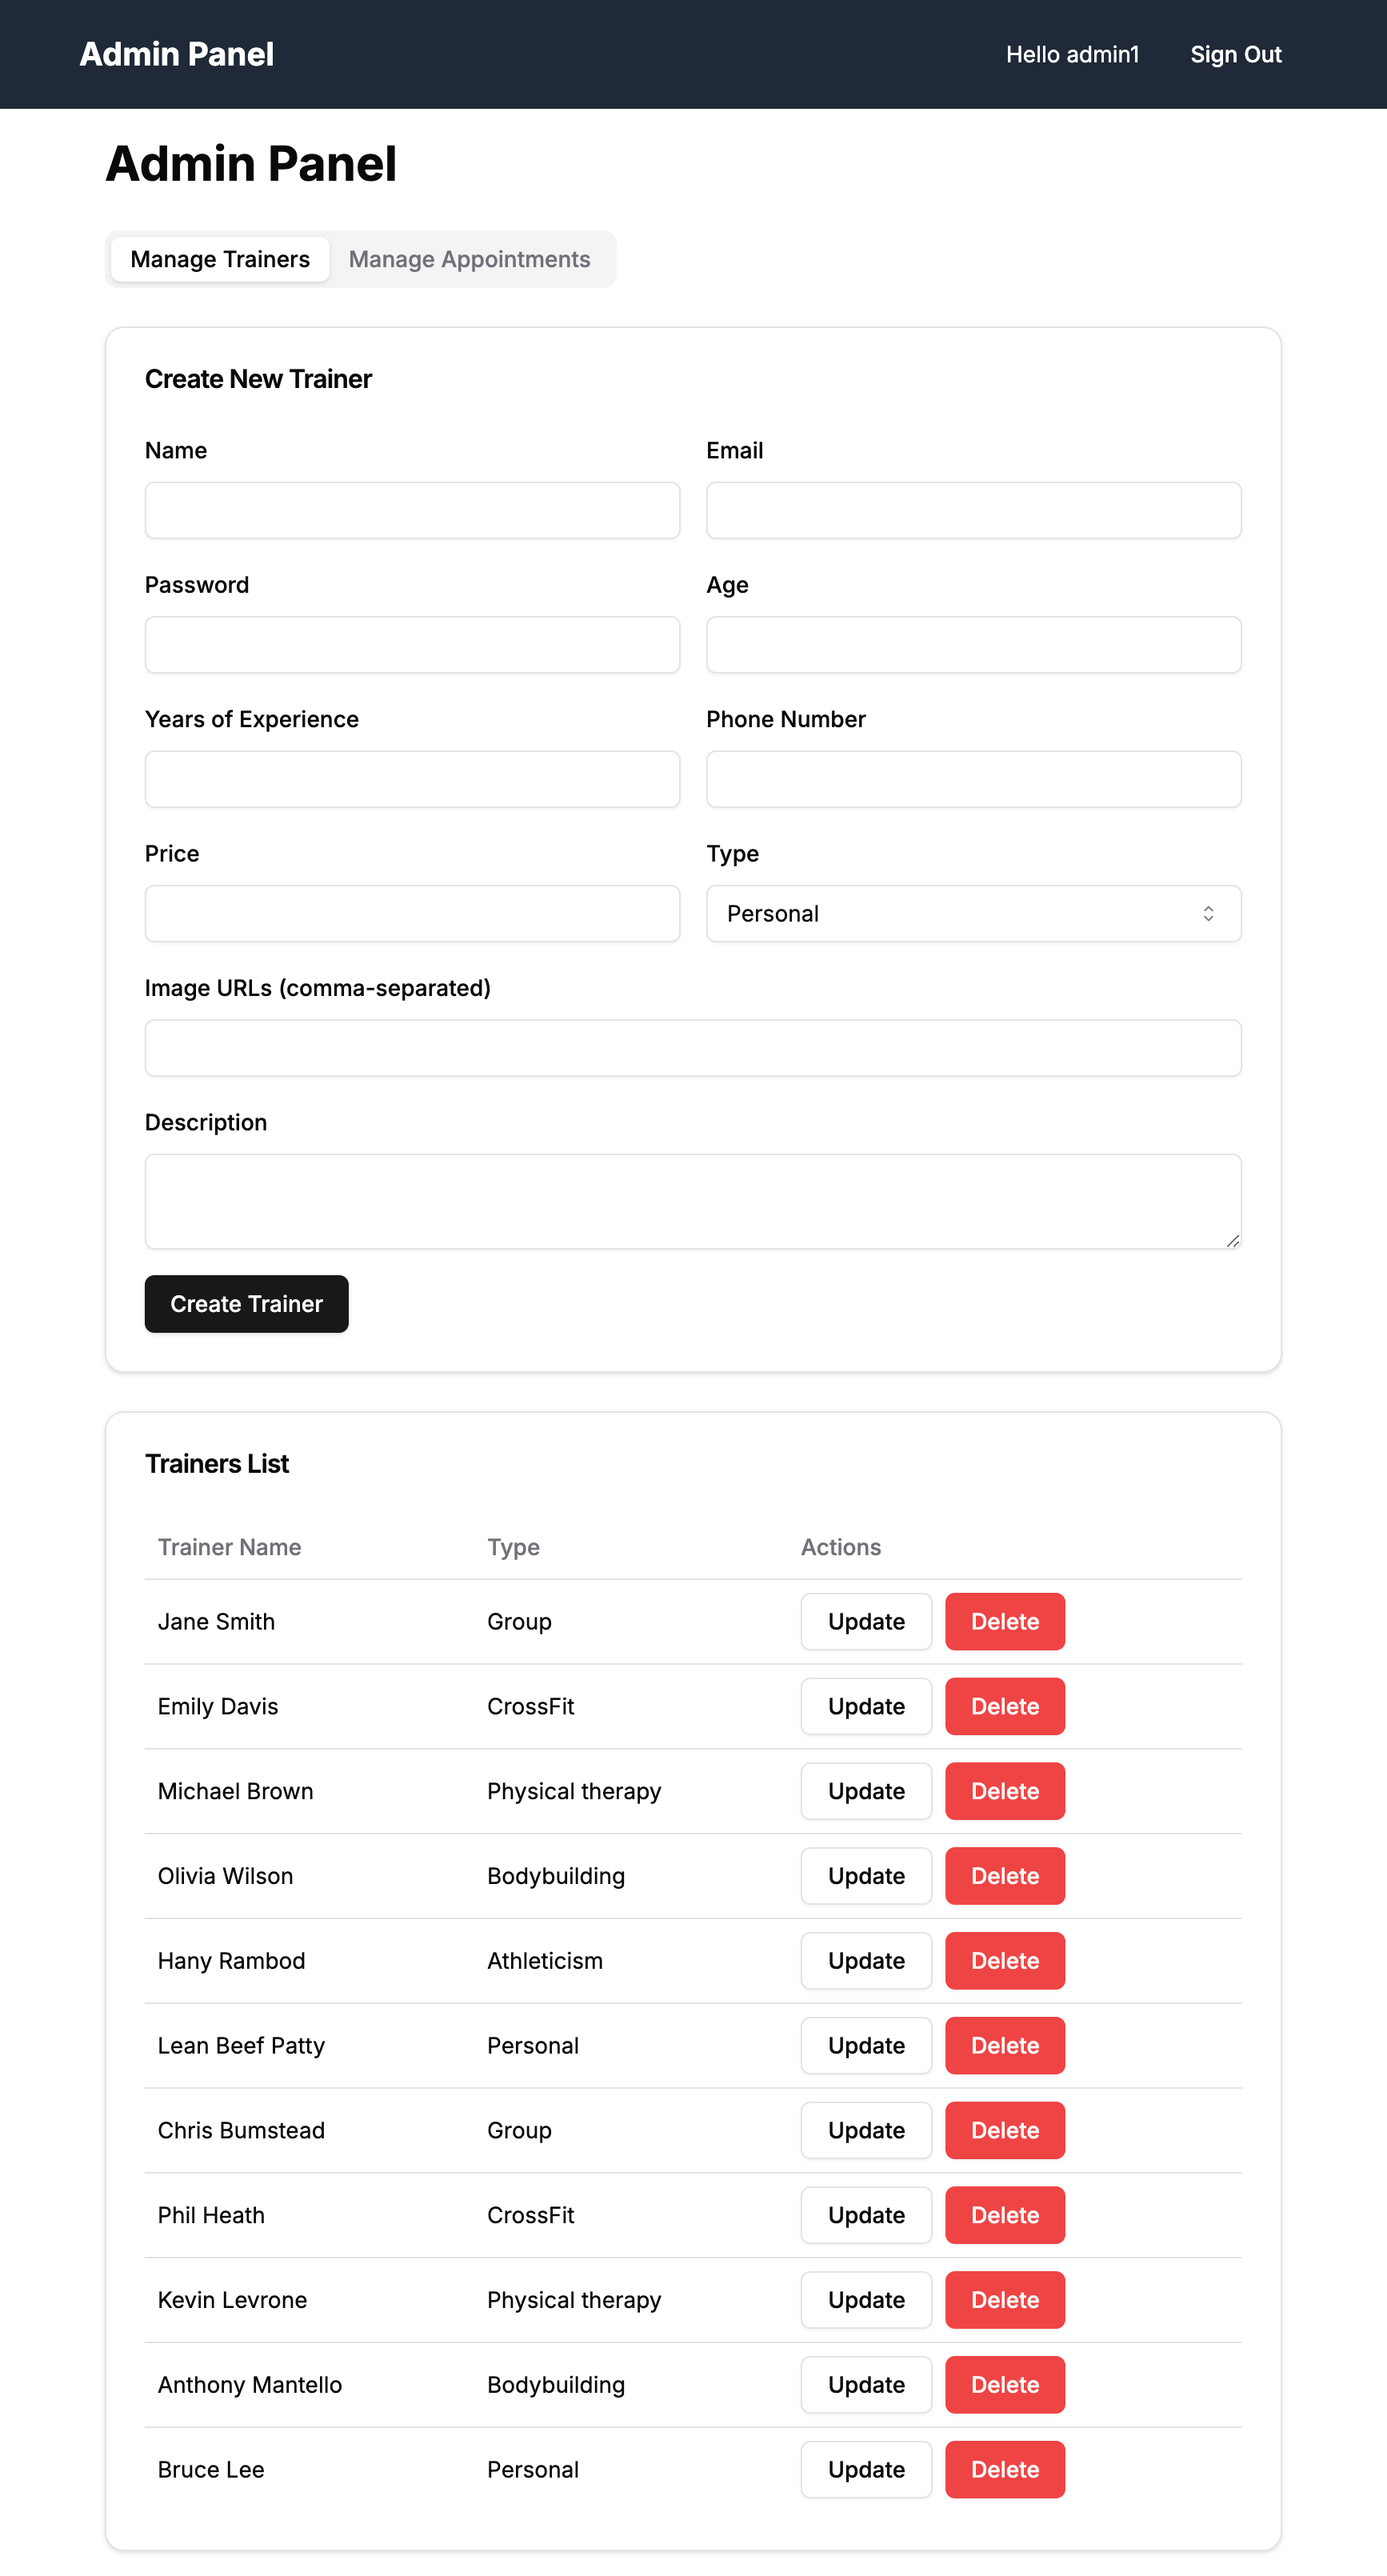 Admin Panel Hello admin1 Sign Out
Admin Panel
Manage Trainers Manage Appointments
Create New Trainer
Name Email
Password Age
Years of Experience Phone Number
Price Type
Personal
Image URLs (comma-separated)
Description
Create Trainer
Trainers List
Trainer Name Type Actions
Jane Smith Group Update Delete
Emily Davis CrossFit Update Delete
Michael Brown Physical therapy Update Delete
Olivia Wilson Bodybuilding Update Delete
Hany Rambod Athleticism Update Delete
Lean Beef Patty Personal Update Delete
Chris Bumstead Group Update Delete
Phil Heath CrossFit Update Delete
Kevin Levrone Physical therapy Update Delete
Anthony Mantello Bodybuilding Update Delete
Bruce Lee Personal Update Delete